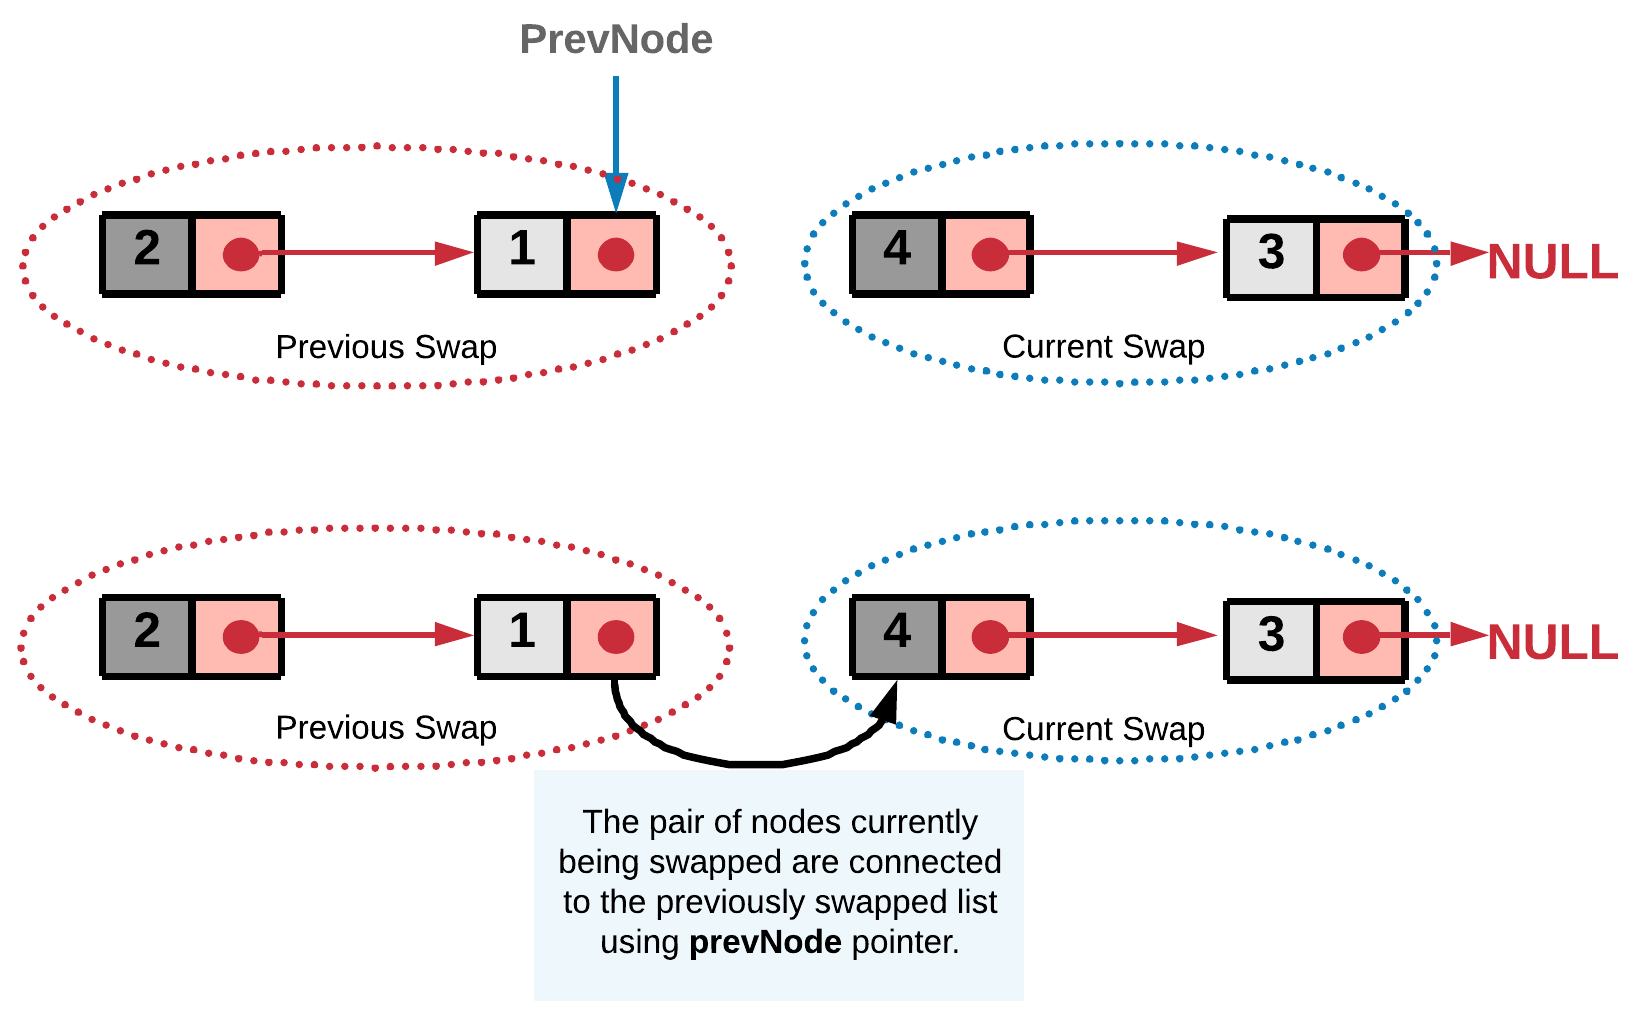 PrevNode
2 1 4 3 NULL
Previous Swap Current Swap
2 1 4 3 NULL
Previous Swap Current Swap
The pair of nodes currently
being swapped are connected
to the previously swapped list
using prevNode pointer.